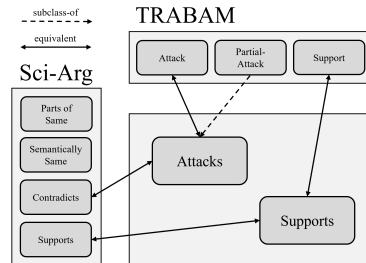 subclass-of
equivalent
TRABAM
Attack
Partial-
Attack
Support
Sci-Arg
Parts of
Same
Semantically
Same
Contradicts
Supports
Attacks
Supports